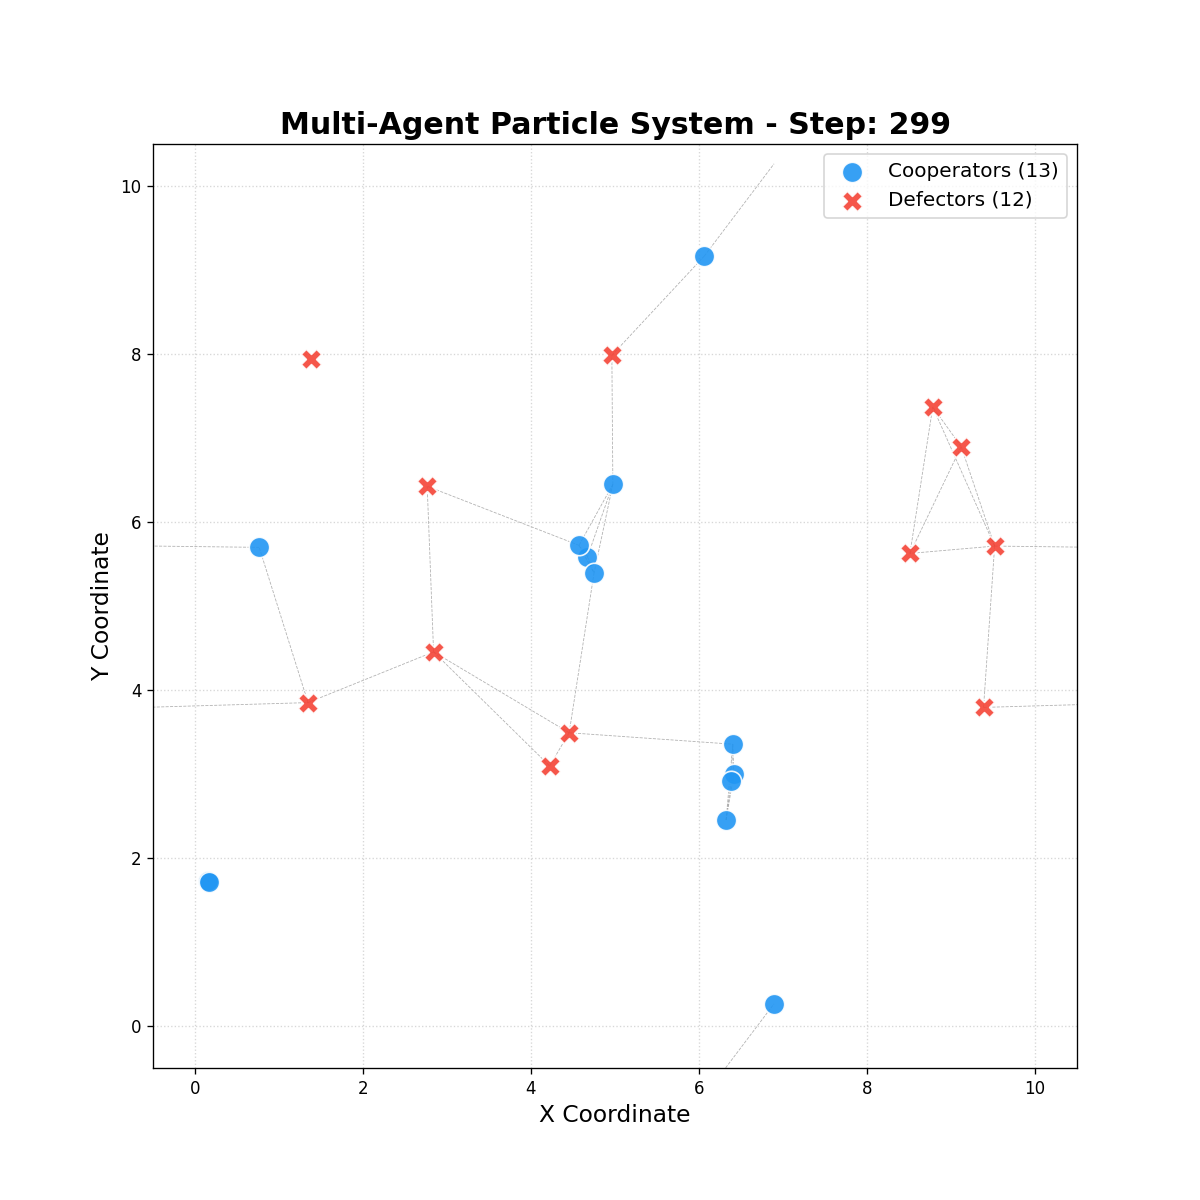 Multi-Agent Particle System - Step: 299
Cooperators (13)
Defectors (12)
10
8
6
4
2
0
Y Coordinate
0 2 4 6 8 10
X Coordinate